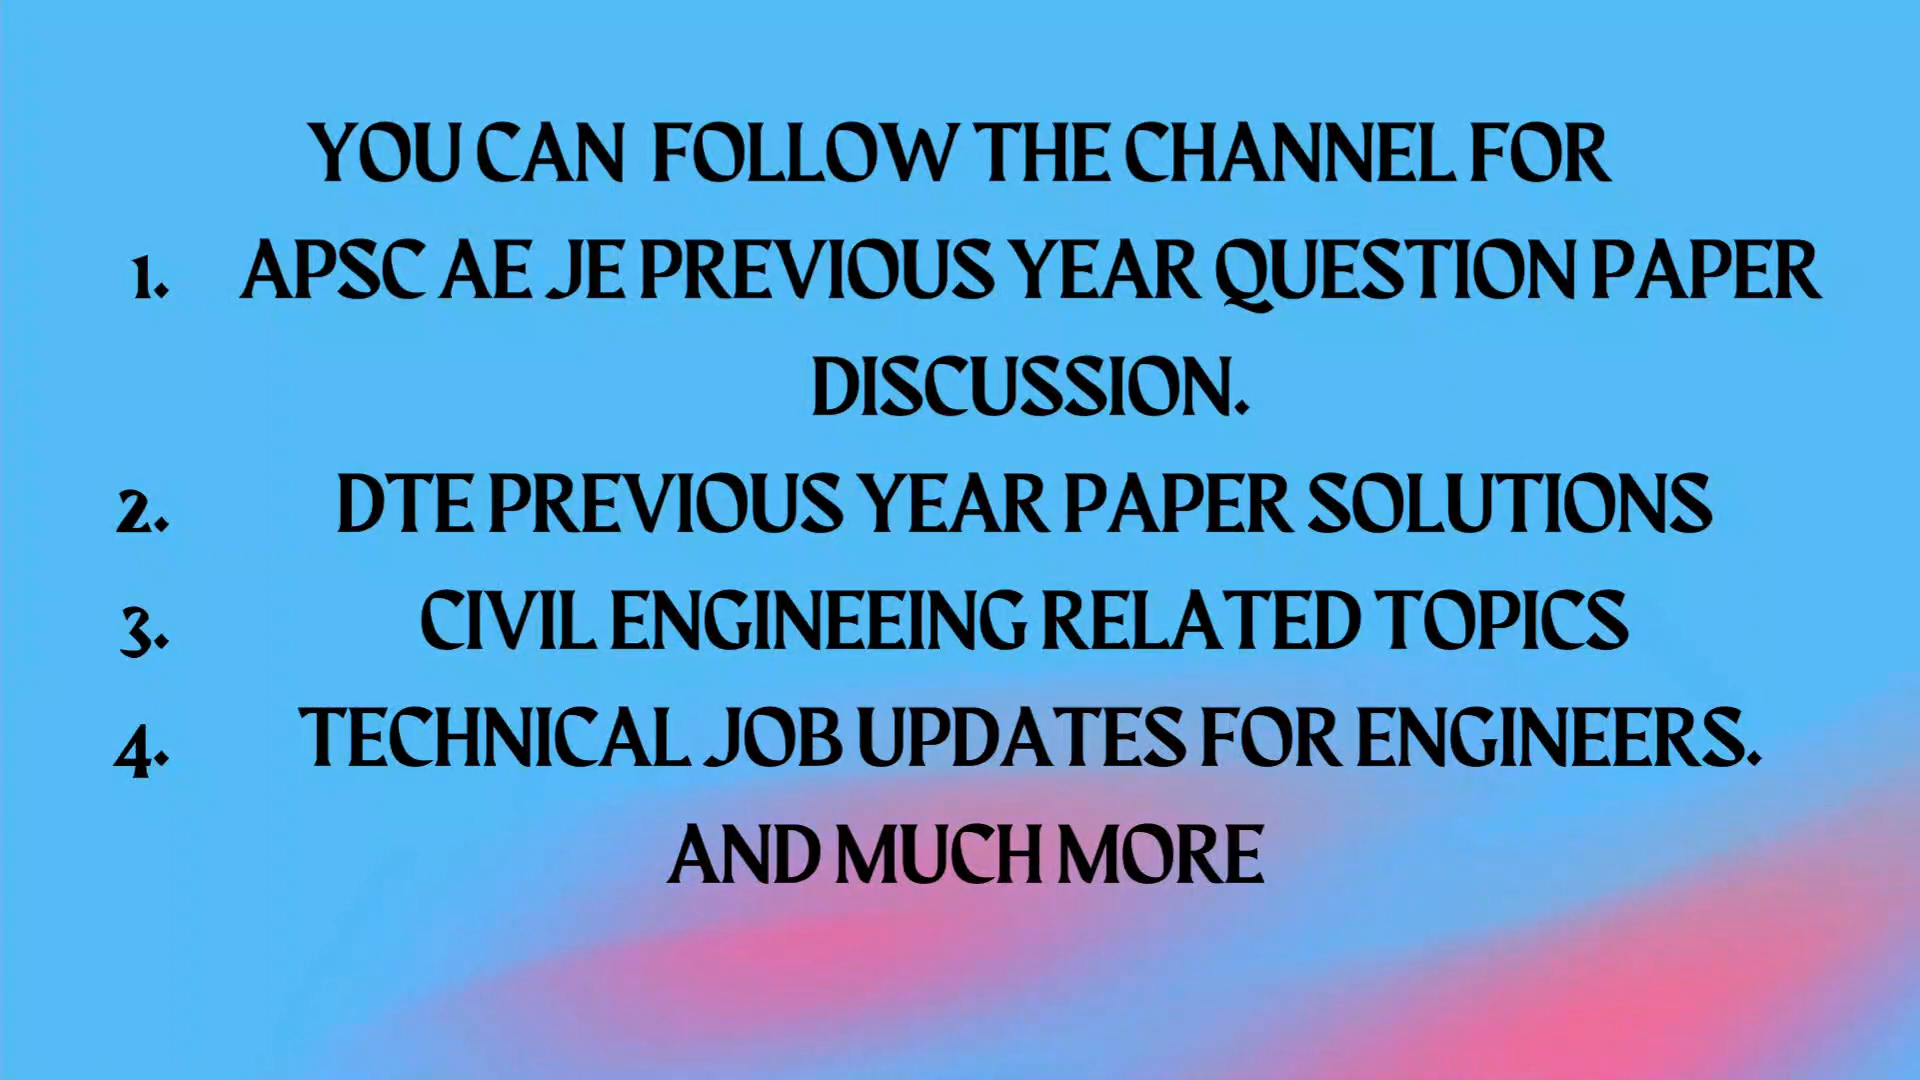 YOU CAN FOLLOW THE CHANNEL FOR
1. APSC AE JE PREVIOUS YEAR QUESTION PAPER
DISCUSSION.
2. DTE PREVIOUS YEAR PAPER SOLUTIONS
3. CIVIL ENGINEEING RELATED TOPICS
4. TECHNICAL JOB UPDATES FOR ENGINEERS.
AND MUCH MORE